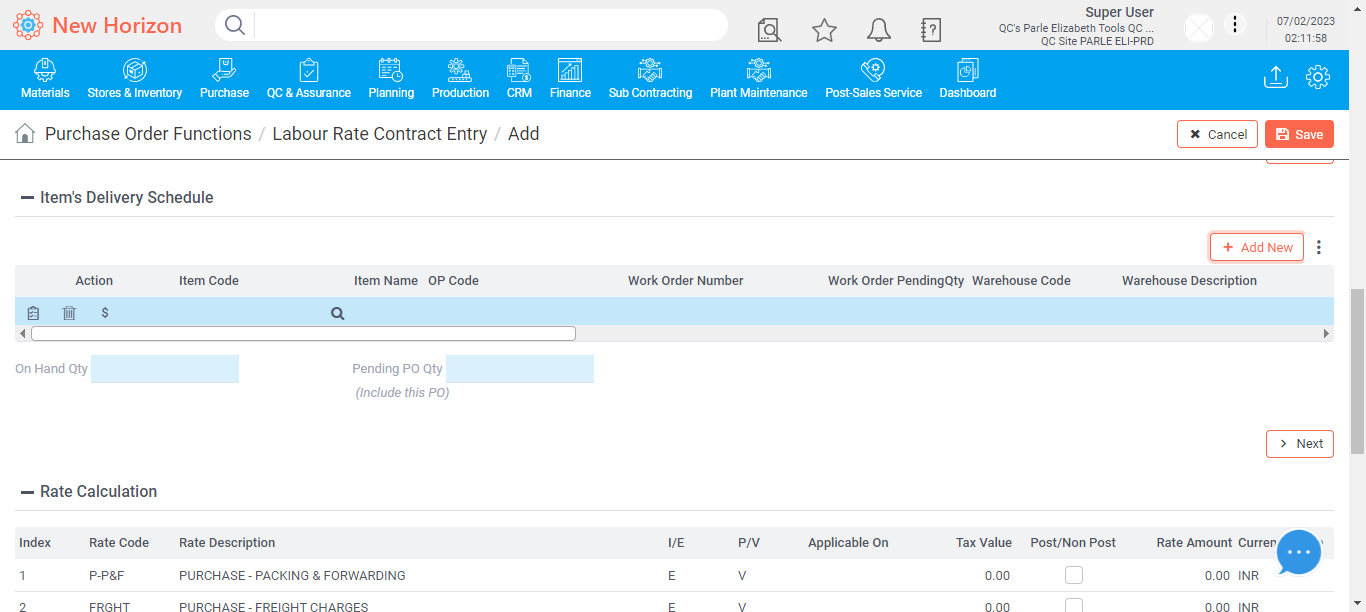 New Horizon
Super User
QC's Parle Elizabeth Tools QC ...
QC Site PARLE ELI-PRD
07/02/2023
02:11:58
Materials Stores & Inventory Purchase QC & Assurance Planning Production CRM Finance Sub Contracting Plant Maintenance Post-Sales Service Dashboard
Purchase Order Functions / Labour Rate Contract Entry / Add
Cancel Save
Item's Delivery Schedule
+ Add New
Action Item Code Item Name OP Code Work Order Number Work Order PendingQty Warehouse Code Warehouse Description
$
On Hand Qty Pending PO Qty
(Include this PO)
> Next
Rate Calculation
Index Rate Code Rate Description I/E P/V Applicable On Tax Value Post/Non Post Rate Amount Curren
1 P-P&F PURCHASE - PACKING & FORWARDING E V 0.00 0.00 INR
2 FRGHT PURCHASE - FREIGHT CHARGES E V 0.00 0.00 INR